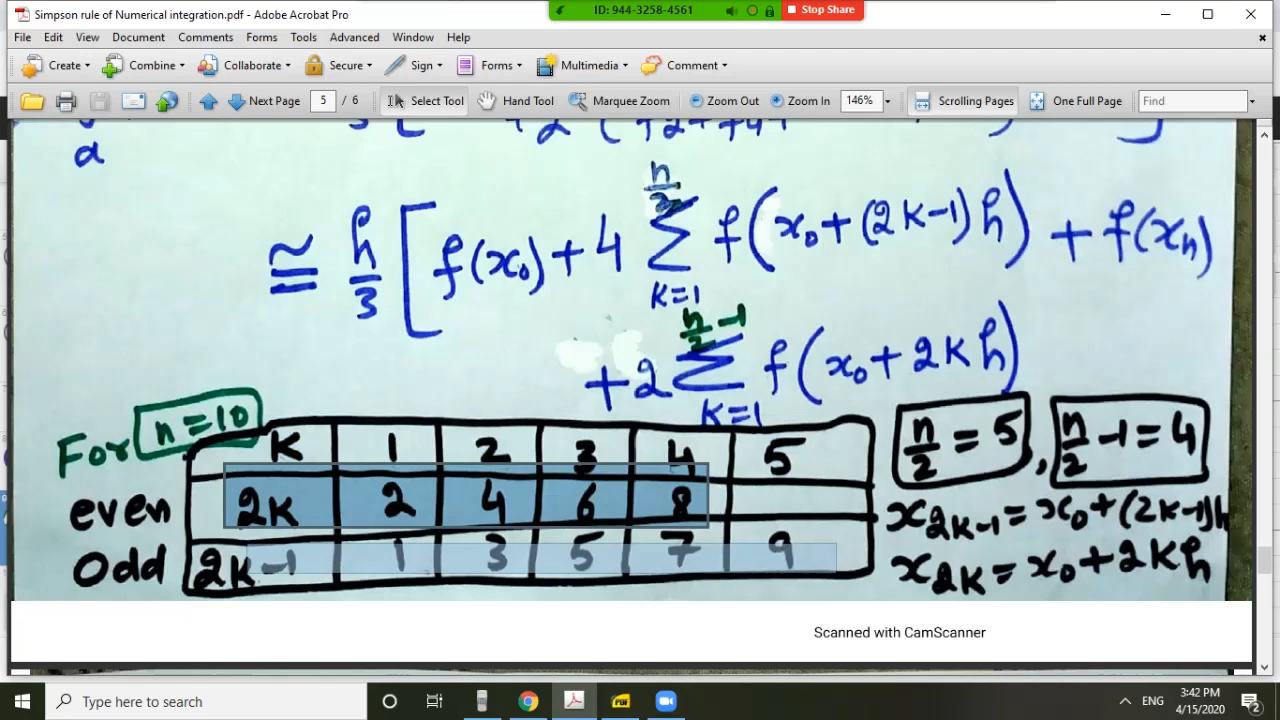 Simpson rule of Numerical integration.pdf - Adobe Acrobat Pro
ID: 944-3258-4561 Stop Share
File Edit View Document Comments Forms Tools Advanced Window Help
Create Combine Collaborate Secure Sign Forms Multimedia Comment
Next Page 5 / 6 Select Tool Hand Tool Marquee Zoom Zoom Out Zoom In 146% Scrolling Pages One Full Page Find
a
≅ h/3 [ f(x₀) + 4 ∑_{k=1}^{n/2} f(x₀+(2k-1)h) + f(xₙ)
+ 2 ∑_{k=1}^{n/2 -1} f(x₀+2kh)
For n=10
K 1 2 3 4 5
even 2K 2 4 6 8
Odd 2K-1 1 3 5 7 9
n/2 = 5 , n/2 -1 = 4
x_{2K-1} = x₀+(2K-1)h
x_{2K} = x₀+2Kh
Scanned with CamScanner
Type here to search
ENG
3:42 PM
4/15/2020
2